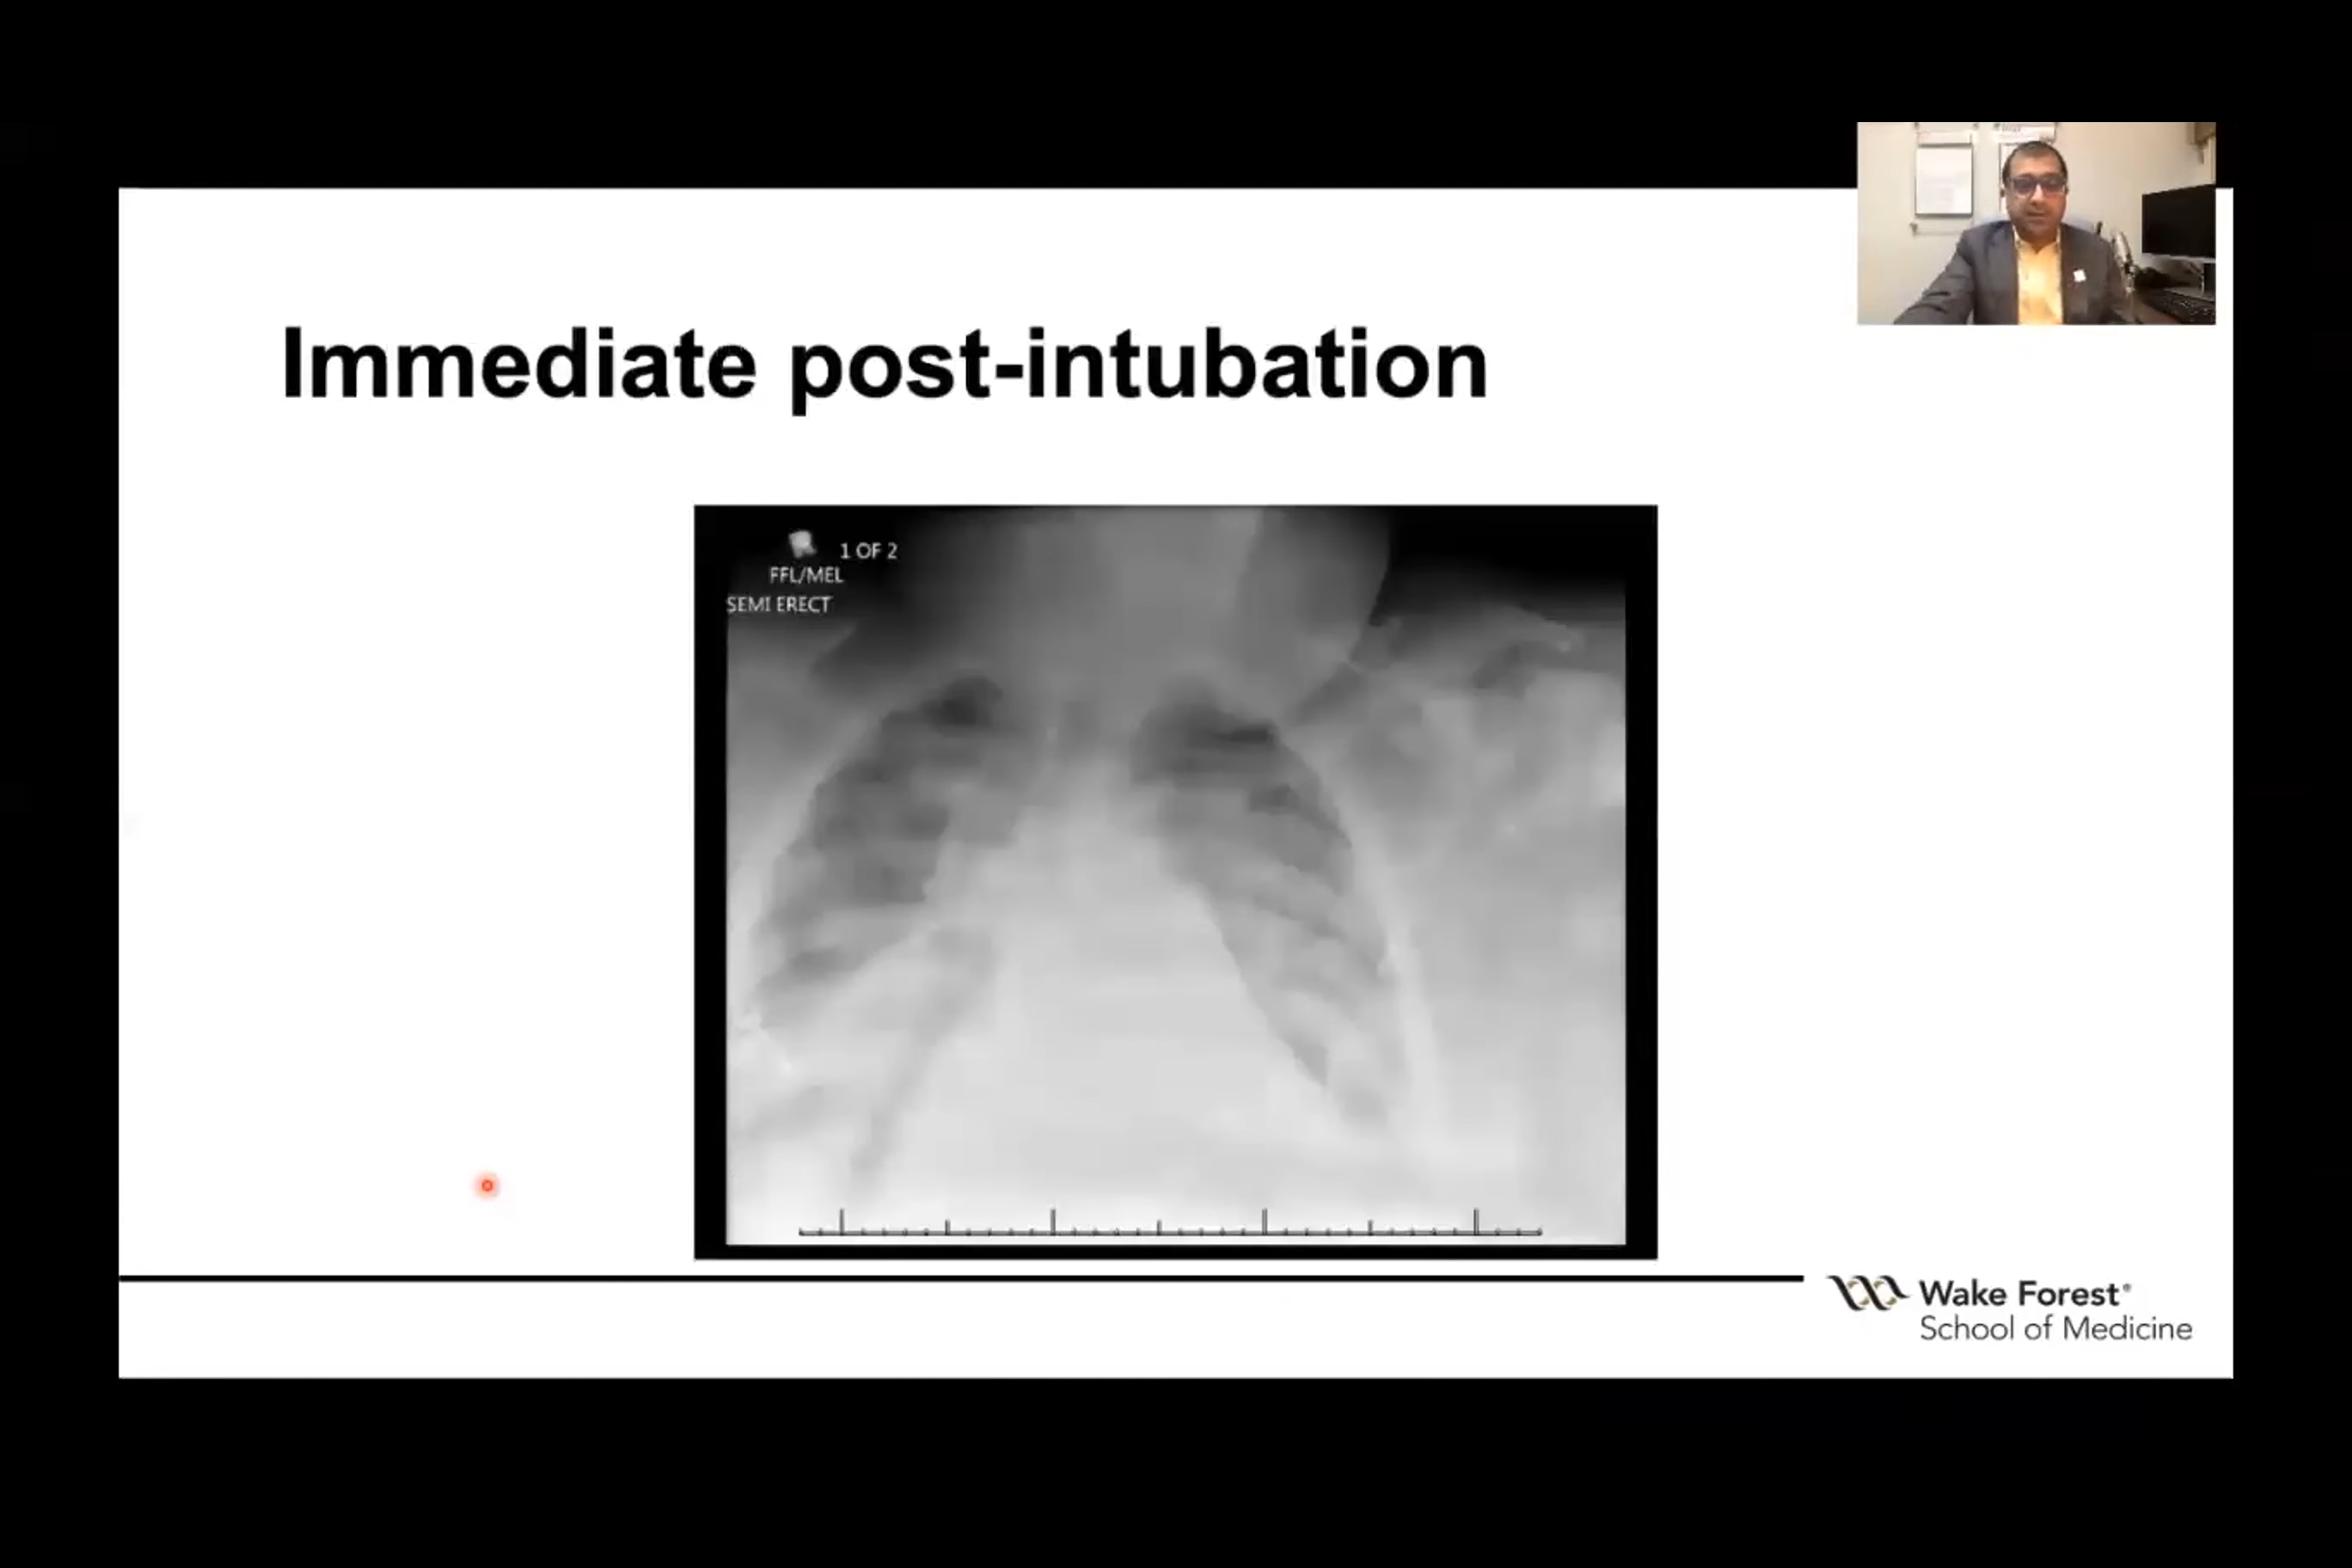 Immediate post-intubation
1 OF 2
FFL/MEL
SEMI ERECT
Wake Forest®
School of Medicine